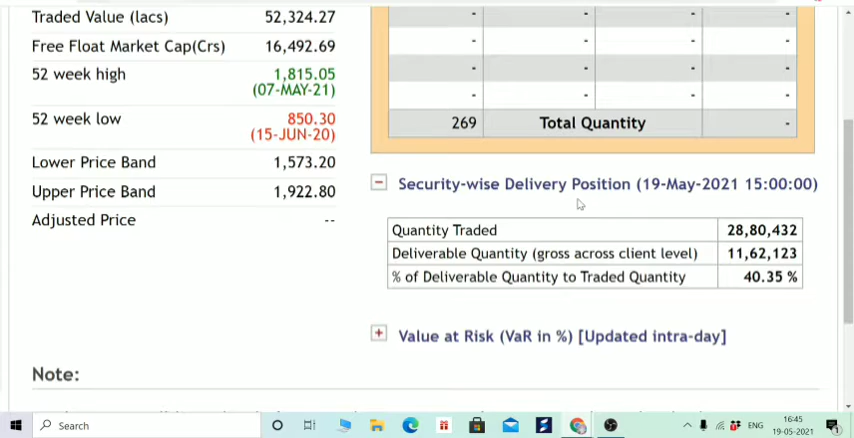 Traded Value (lacs) 52,324.27
Free Float Market Cap(Crs) 16,492.69
52 week high 1,815.05
(07-MAY-21)
52 week low 850.30
(15-JUN-20)
Lower Price Band 1,573.20
Upper Price Band 1,922.80
Adjusted Price --
- - - -
- - - -
- - - -
- - - -
269 Total Quantity -
- Security-wise Delivery Position (19-May-2021 15:00:00)
Quantity Traded 28,80,432
Deliverable Quantity (gross across client level) 11,62,123
% of Deliverable Quantity to Traded Quantity 40.35 %
+ Value at Risk (VaR in %) [Updated intra-day]
Note:
Search
ENG
16:45
19-05-2021
1